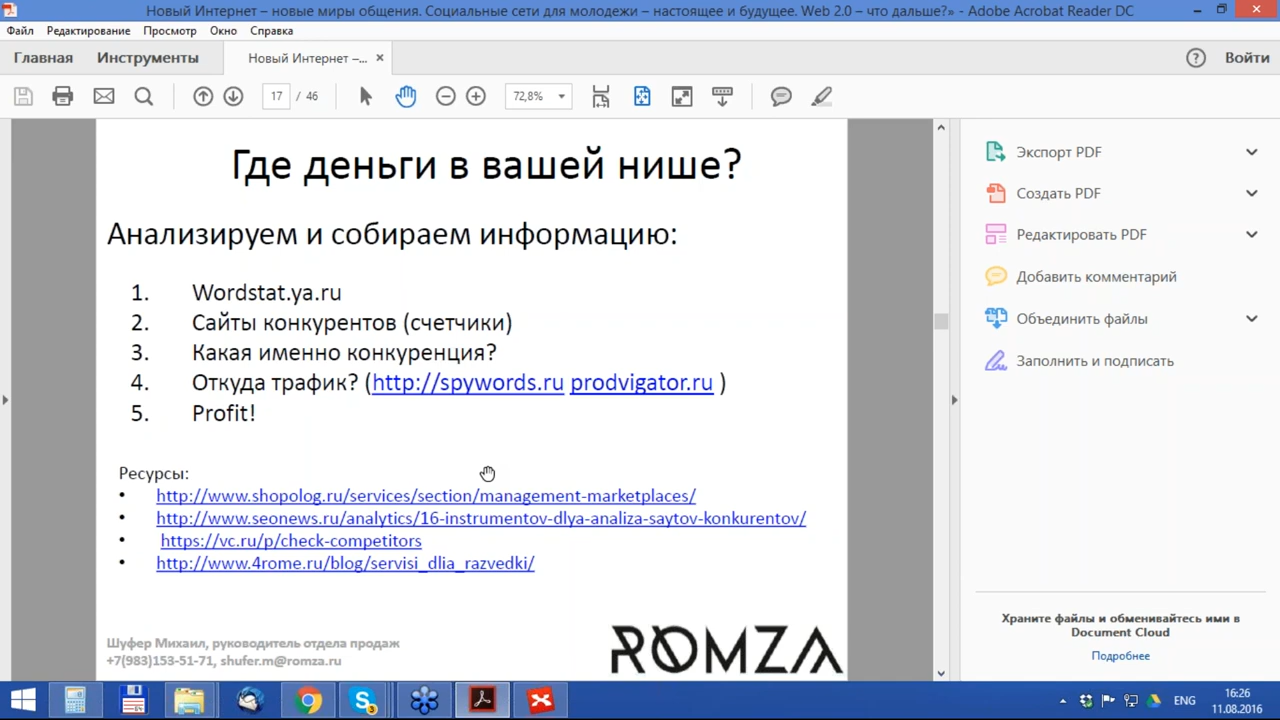 Новый Интернет – новые миры общения. Социальные сети для молодежи – настоящее и будущее. Web 2.0 – что дальше?» - Adobe Acrobat Reader DC
Файл Редактирование Просмотр Окно Справка
Главная Инструменты Новый Интернет –... × Войти
17 / 46 72,8%
Где деньги в вашей нише?
Анализируем и собираем информацию:
1. Wordstat.ya.ru
2. Сайты конкурентов (счетчики)
3. Какая именно конкуренция?
4. Откуда трафик? (http://spywords.ru prodvigator.ru )
5. Profit!
Ресурсы:
• http://www.shopolog.ru/services/section/management-marketplaces/
• http://www.seonews.ru/analytics/16-instrumentov-dlya-analiza-saytov-konkurentov/
• https://vc.ru/p/check-competitors
• http://www.4rome.ru/blog/servisi_dlia_razvedki/
Шуфер Михаил, руководитель отдела продаж
+7(983)153-51-71, shufer.m@romza.ru
ROMZA
Экспорт PDF
Создать PDF
Редактировать PDF
Добавить комментарий
Объединить файлы
Заполнить и подписать
Храните файлы и обменивайтесь ими в
Document Cloud
Подробнее
ENG
16:26
11.08.2016